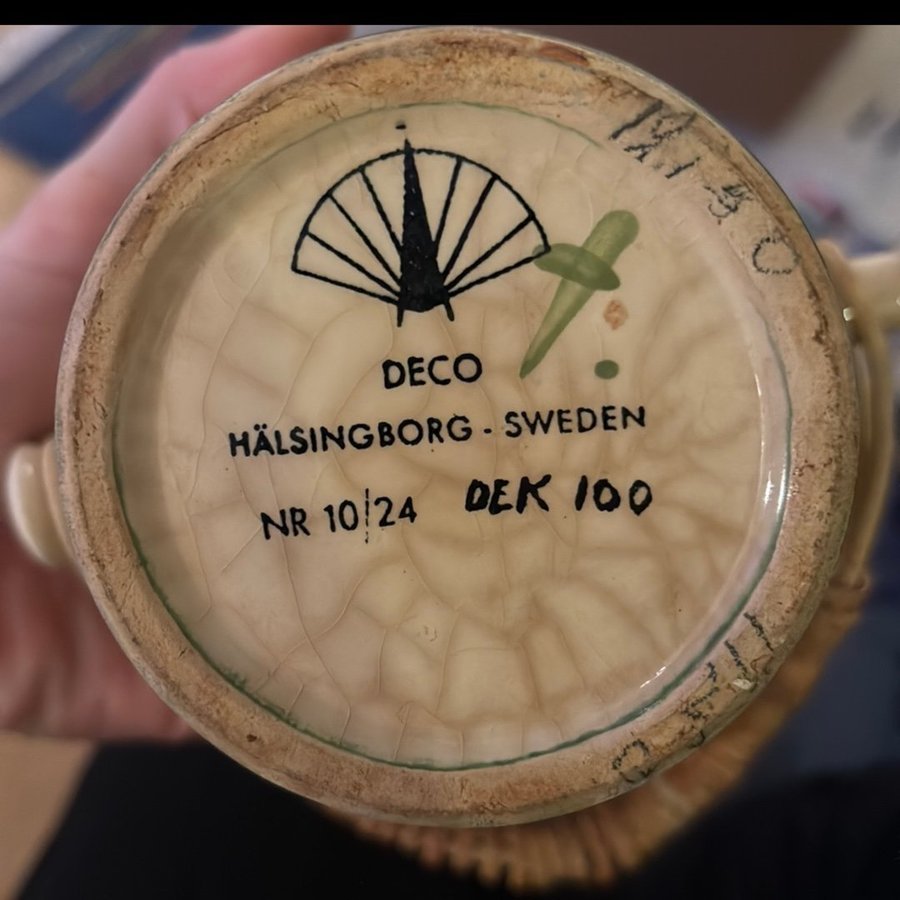 DECO
HÄLSINGBORG - SWEDEN
NR 10/24 DEK 100